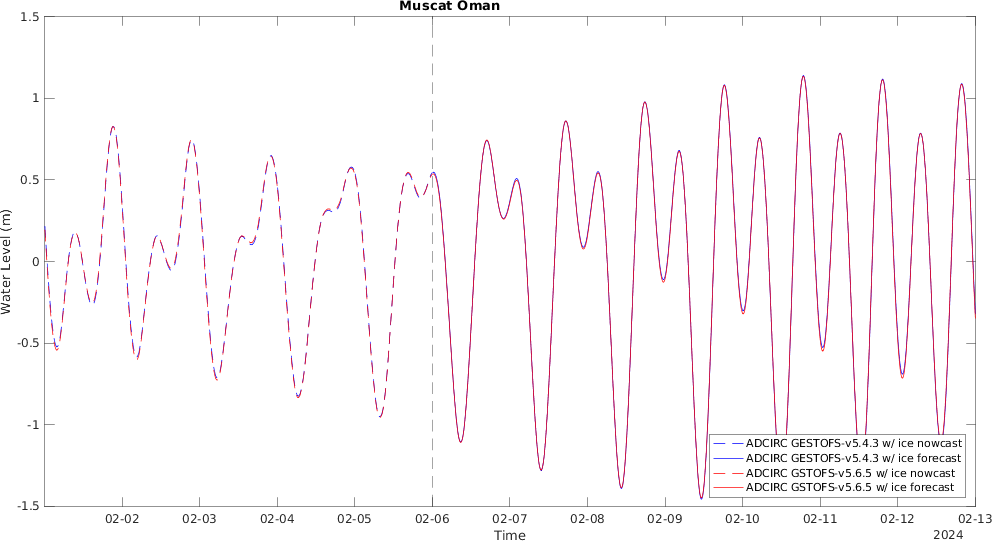 Muscat Oman
1.5
1
0.5
0
-0.5
-1
-1.5
Water Level (m)
02-02 02-03 02-04 02-05 02-06 02-07 02-08 02-09 02-10 02-11 02-12 02-13
Time
2024
ADCIRC GESTOFS-v5.4.3 w/ ice nowcast
ADCIRC GESTOFS-v5.4.3 w/ ice forecast
ADCIRC GSTOFS-v5.6.5 w/ ice nowcast
ADCIRC GSTOFS-v5.6.5 w/ ice forecast